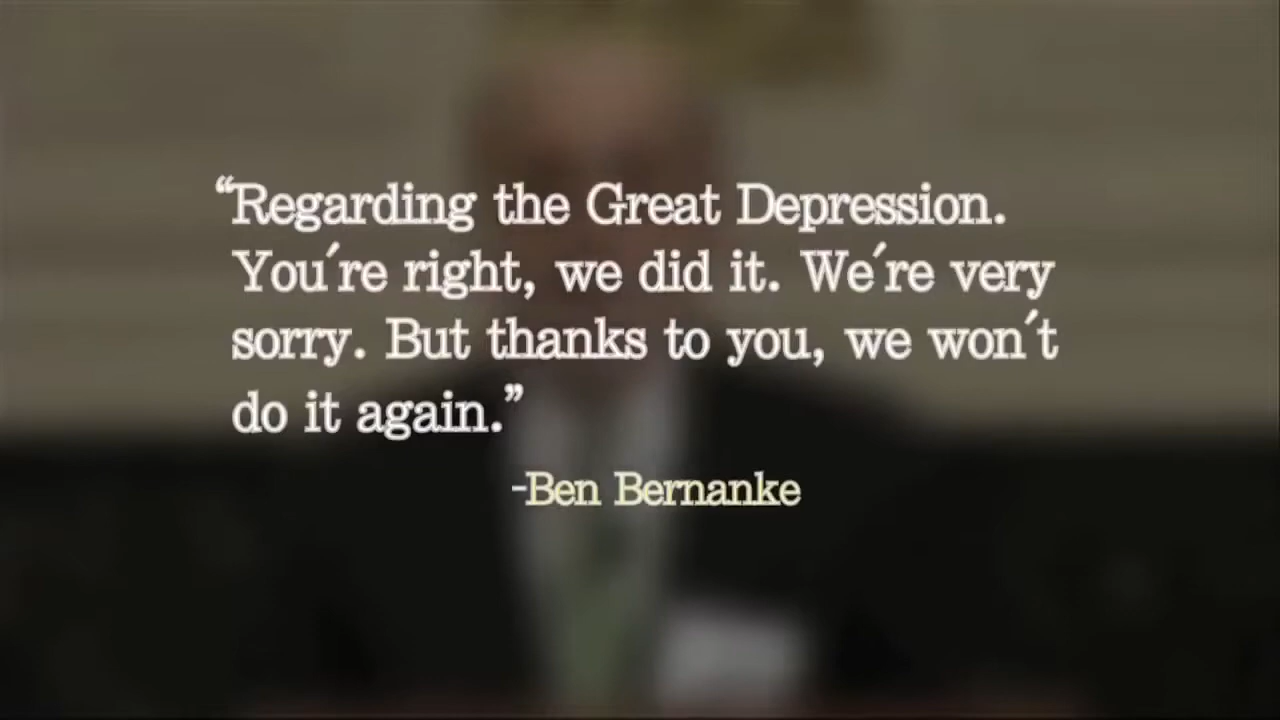 “Regarding the Great Depression.
You´re right, we did it. We´re very
sorry. But thanks to you, we won´t
do it again.”
-Ben Bernanke